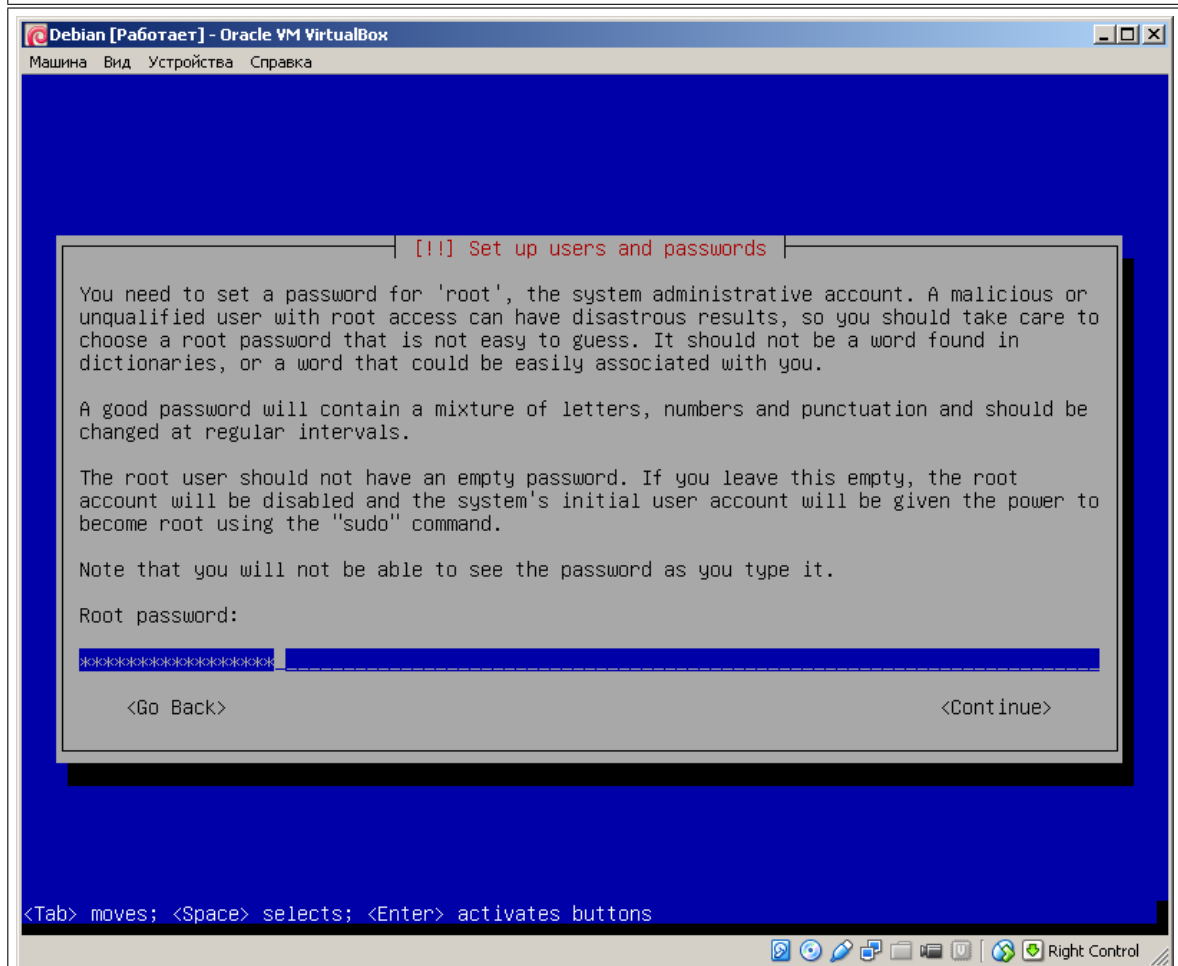 Debian [Работает] - Oracle VM VirtualBox
Машина Вид Устройства Справка
[!!] Set up users and passwords
You need to set a password for 'root', the system administrative account. A malicious or
unqualified user with root access can have disastrous results, so you should take care to
choose a root password that is not easy to guess. It should not be a word found in
dictionaries, or a word that could be easily associated with you.
A good password will contain a mixture of letters, numbers and punctuation and should be
changed at regular intervals.
The root user should not have an empty password. If you leave this empty, the root
account will be disabled and the system's initial user account will be given the power to
become root using the "sudo" command.
Note that you will not be able to see the password as you type it.
Root password:
*****************
<Go Back> <Continue>
<Tab> moves; <Space> selects; <Enter> activates buttons
Right Control